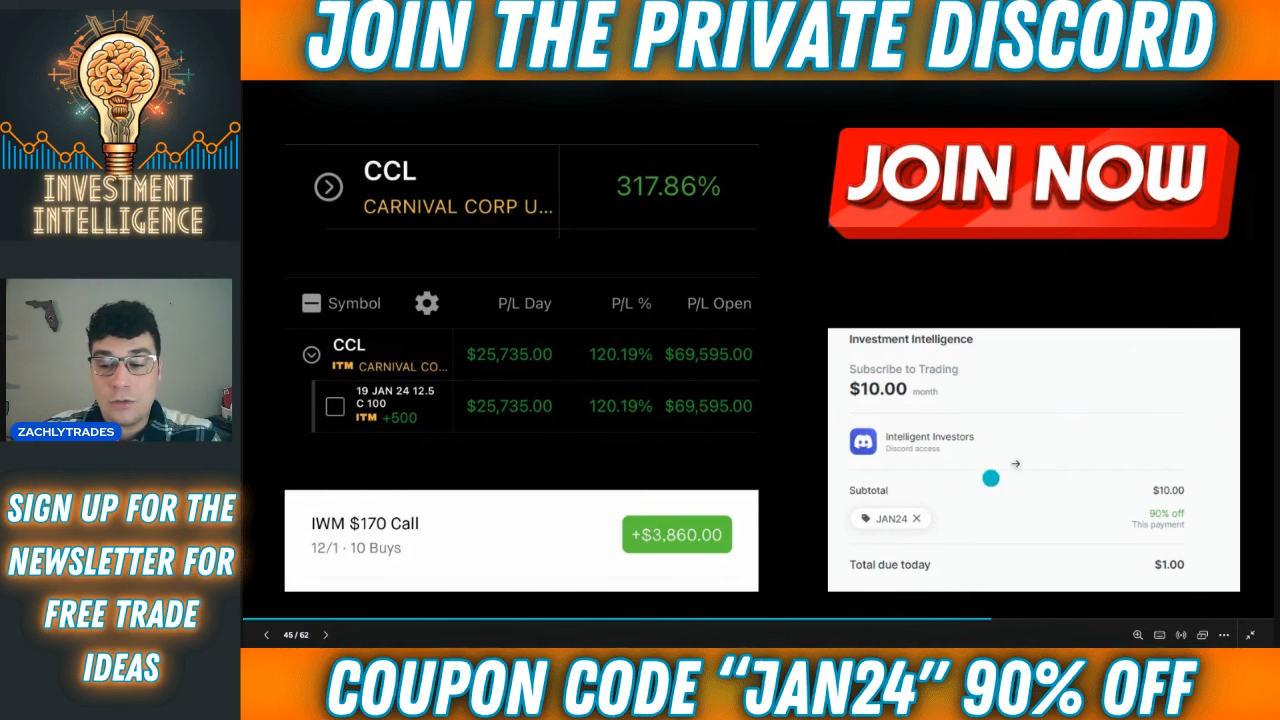 JOIN THE PRIVATE DISCORD
INVESTMENT
INTELLIGENCE
ZACHLYTRADES
SIGN UP FOR THE
NEWSLETTER FOR
FREE TRADE
IDEAS
CCL
CARNIVAL CORP U...
317.86%
Symbol P/L Day P/L % P/L Open
CCL
ITM CARNIVAL CO...
$25,735.00 120.19% $69,595.00
19 JAN 24 12.5
C 100
ITM +500
$25,735.00 120.19% $69,595.00
IWM $170 Call
12/1 · 10 Buys
+$3,860.00
JOIN NOW
Investment Intelligence
Subscribe to Trading
$10.00 month
Intelligent Investors
Discord access
Subtotal $10.00
JAN24 90% off
This payment
Total due today $1.00
45 / 62
COUPON CODE "JAN24" 90% OFF